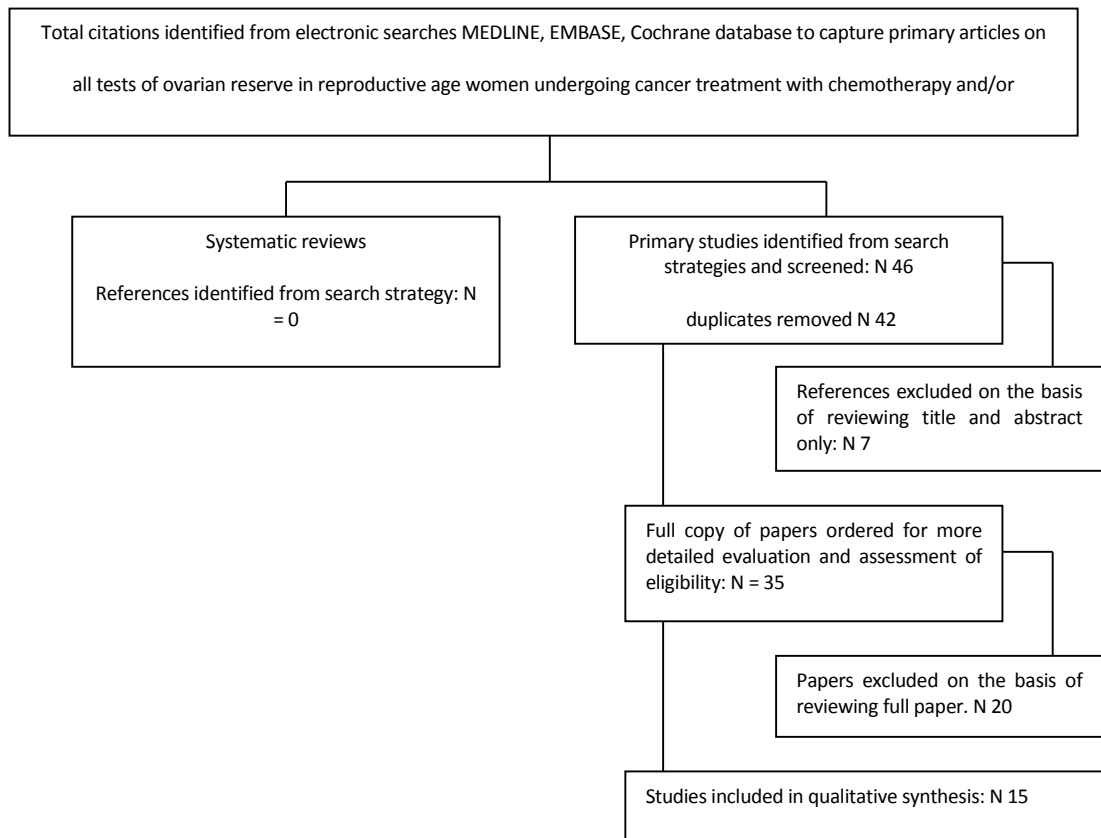 Total citations identified from electronic searches MEDLINE, EMBASE, Cochrane database to capture primary articles on
all tests of ovarian reserve in reproductive age women undergoing cancer treatment with chemotherapy and/or
Systematic reviews
References identified from search strategy: N
= 0
Primary studies identified from search
strategies and screened: N 46
duplicates removed N 42
References excluded on the basis
of reviewing title and abstract
only: N 7
Full copy of papers ordered for more
detailed evaluation and assessment of
eligibility: N = 35
Papers excluded on the basis of
reviewing full paper. N 20
Studies included in qualitative synthesis: N 15